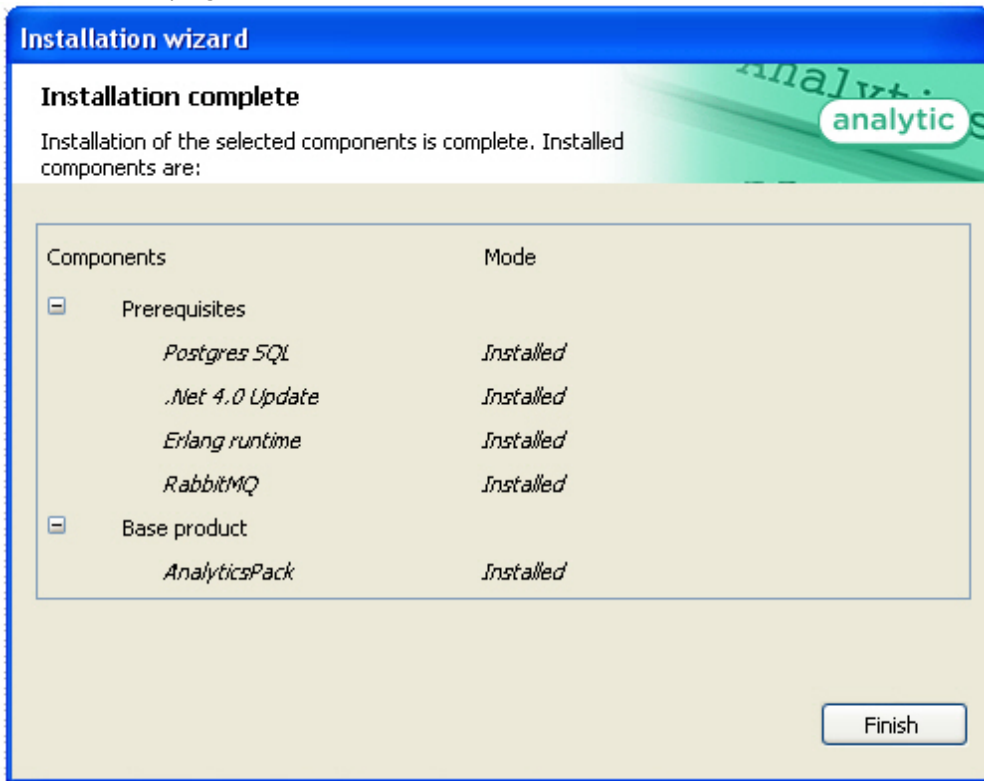 Installation wizard
Installation complete
Analytics
analytic
Installation of the selected components is complete. Installed
components are:
Components Mode
Prerequisites
Postgres SQL Installed
.Net 4.0 Update Installed
Erlang runtime Installed
RabbitMQ Installed
Base product
AnalyticsPack Installed
Finish